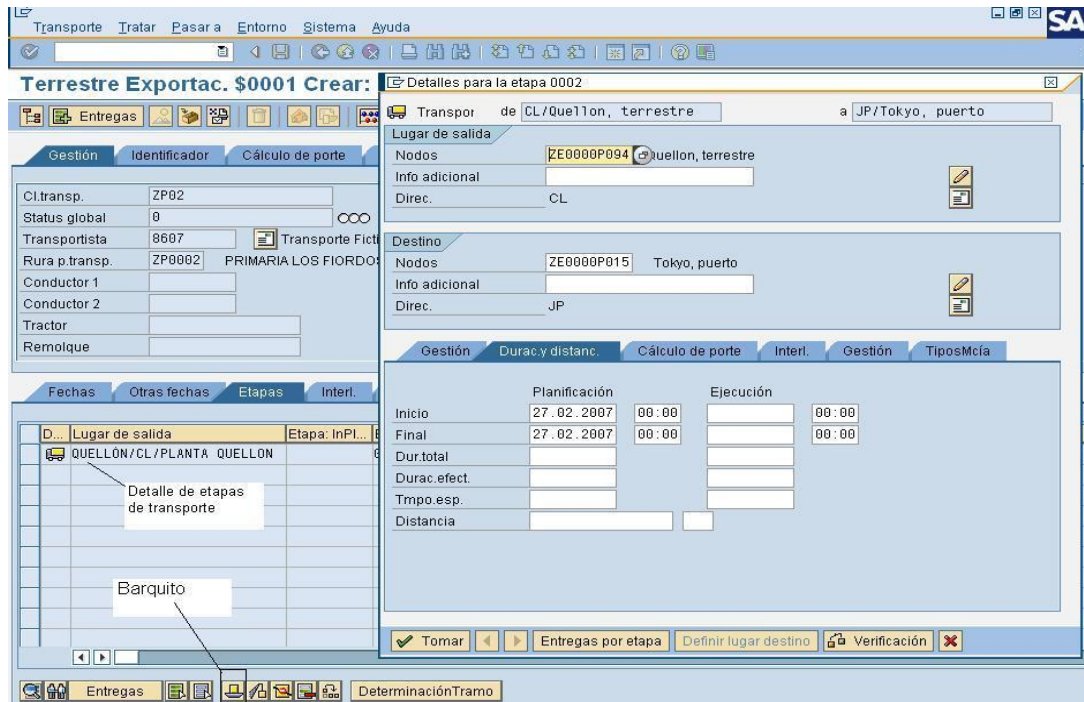 Transporte Tratar Pasar a Entorno Sistema Ayuda
SA
Terrestre Exportac. $0001 Crear:
Entregas
Gestión Identificador Cálculo de porte
Cl.transp. ZP02
Status global 0
Transportista 8607 Transporte Ficti
Rura p.transp. ZP0002 PRIMARIA LOS FIORDOS
Conductor 1
Conductor 2
Tractor
Remolque
Fechas Otras fechas Etapas Interl.
D... Lugar de salida Etapa: InPl...
QUELLÓN/CL/PLANTA QUELLON
Detalle de etapas
de transporte
Barquito
Entregas DeterminaciónTramo
Detalles para la etapa 0002
Transpor de CL/Quellon, terrestre a JP/Tokyo, puerto
Lugar de salida
Nodos ZE0000P094 Quellon, terrestre
Info adicional
Direc. CL
Destino
Nodos ZE0000P015 Tokyo, puerto
Info adicional
Direc. JP
Gestión Durac.y distanc. Cálculo de porte Interl. Gestión TiposMcía
Planificación Ejecución
Inicio 27.02.2007 00:00 00:00
Final 27.02.2007 00:00 00:00
Dur.total
Durac.efect.
Tmpo.esp.
Distancia
Tomar Entregas por etapa Definir lugar destino Verificación